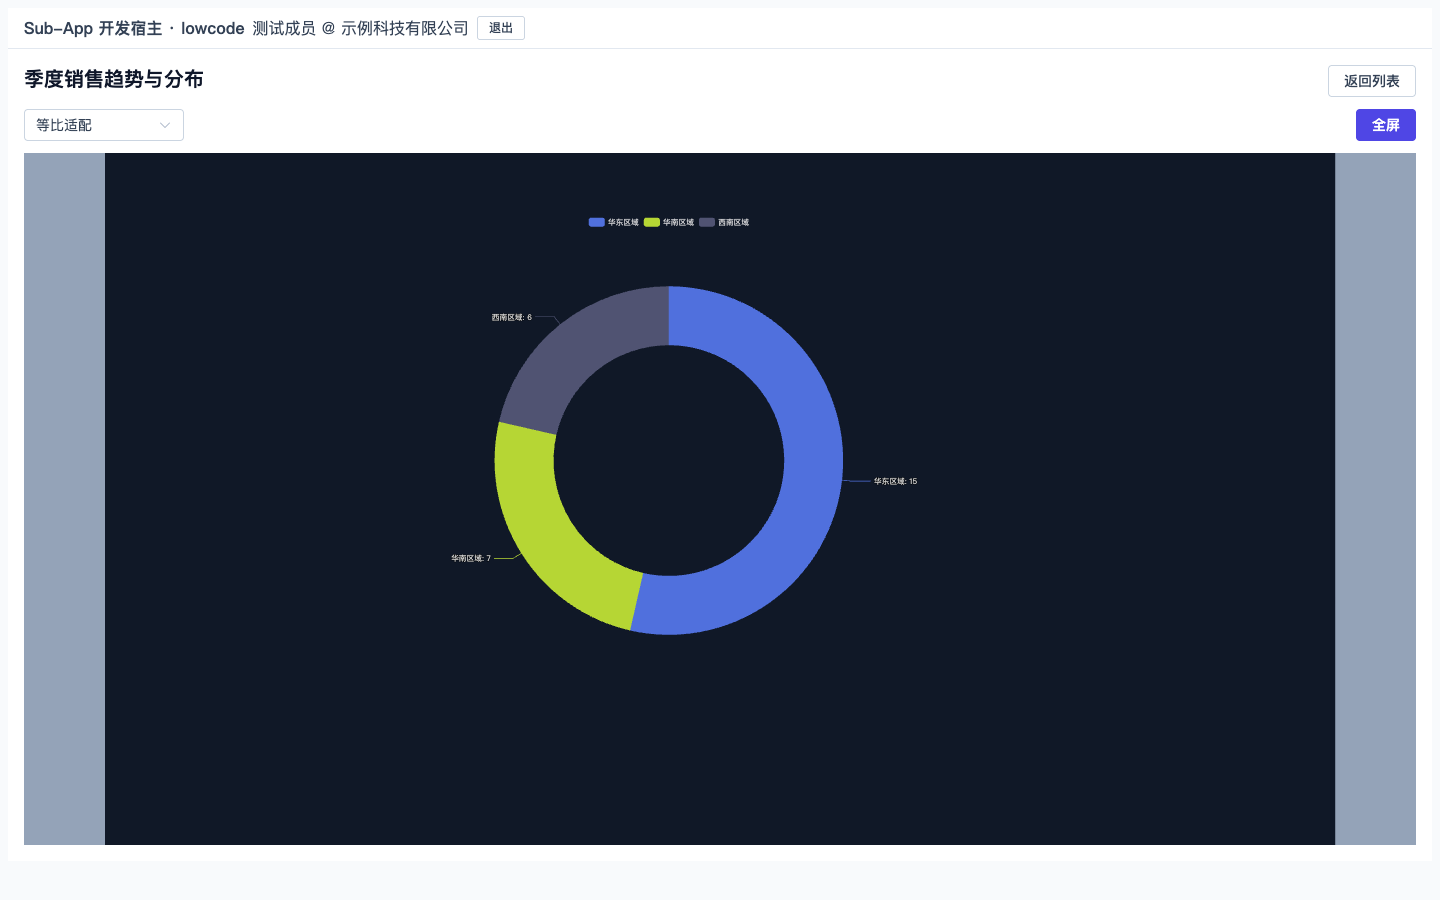 Sub-App 开发宿主 · lowcode 测试成员 @ 示例科技有限公司 退出
季度销售趋势与分布 返回列表
等比适配 全屏
华东区域 华南区域 西南区域
西南区域: 6
华东区域: 15
华南区域: 7